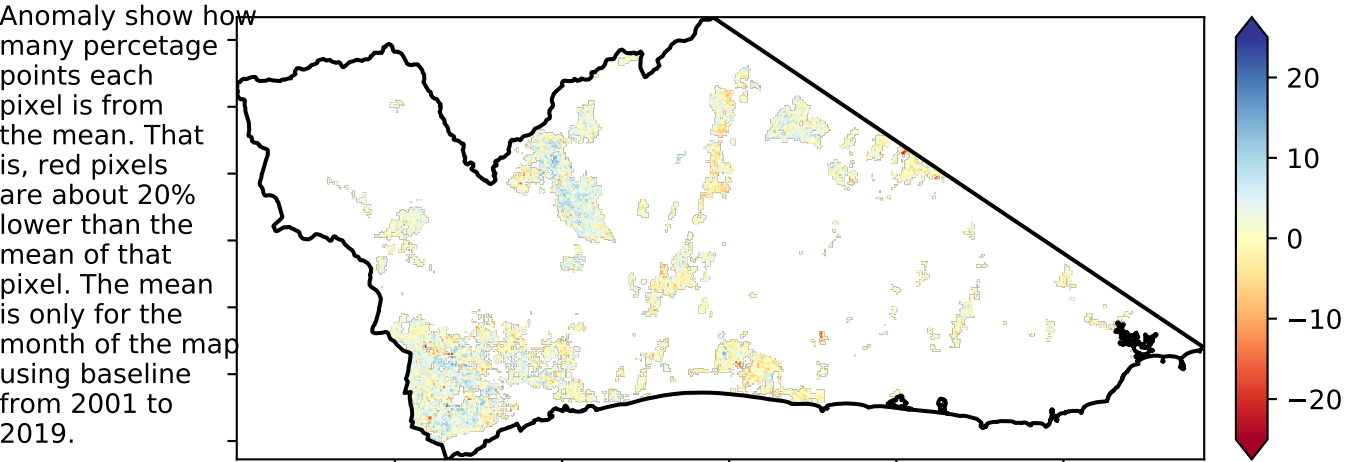 Anomaly show how
many percetage
points each
pixel is from
the mean. That
is, red pixels
are about 20%
lower than the
mean of that
pixel. The mean
is only for the
month of the map
using baseline
from 2001 to
2019.
20
10
0
−10
−20